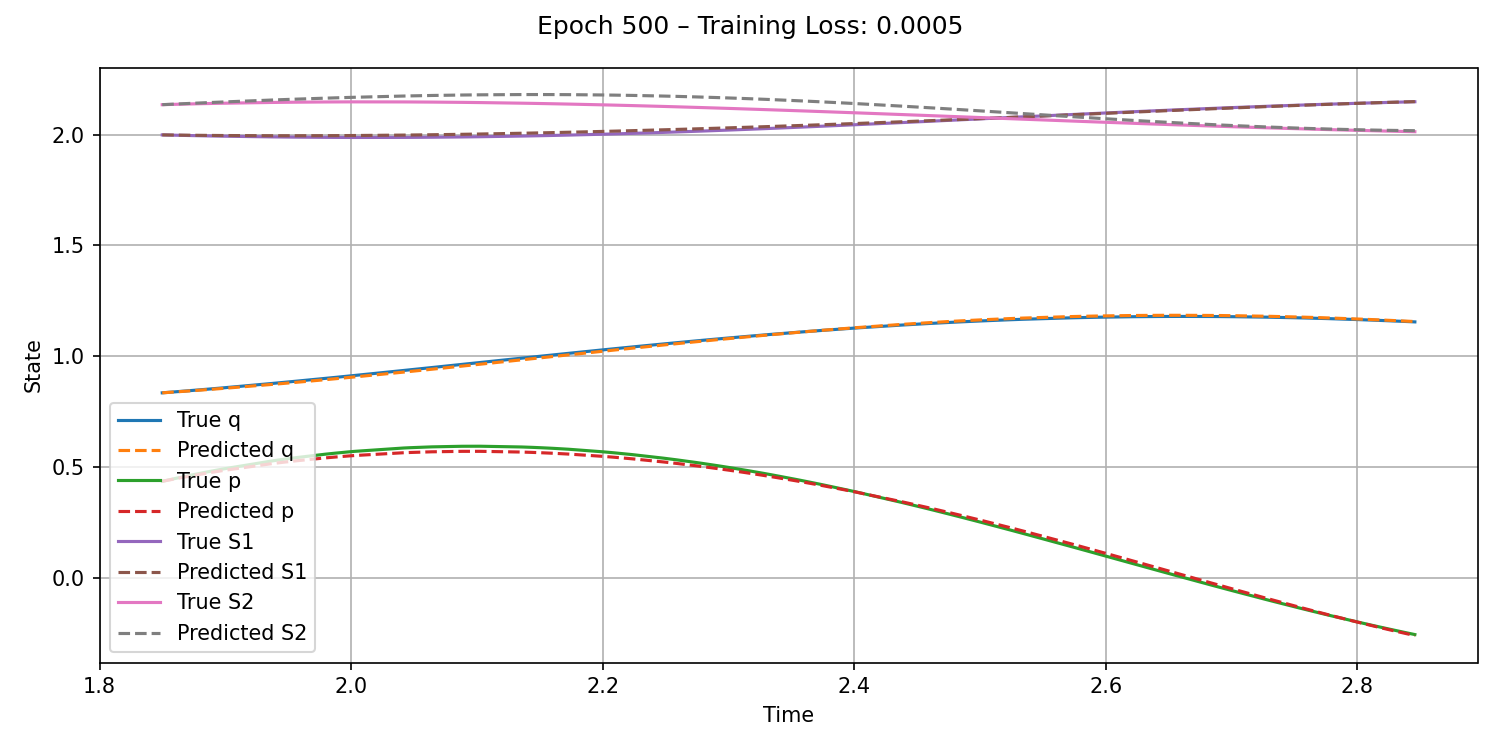 Epoch 500 – Training Loss: 0.0005
2.0
1.5
1.0
0.5
0.0
State
True q
Predicted q
True p
Predicted p
True S1
Predicted S1
True S2
Predicted S2
1.8 2.0 2.2 2.4 2.6 2.8
Time